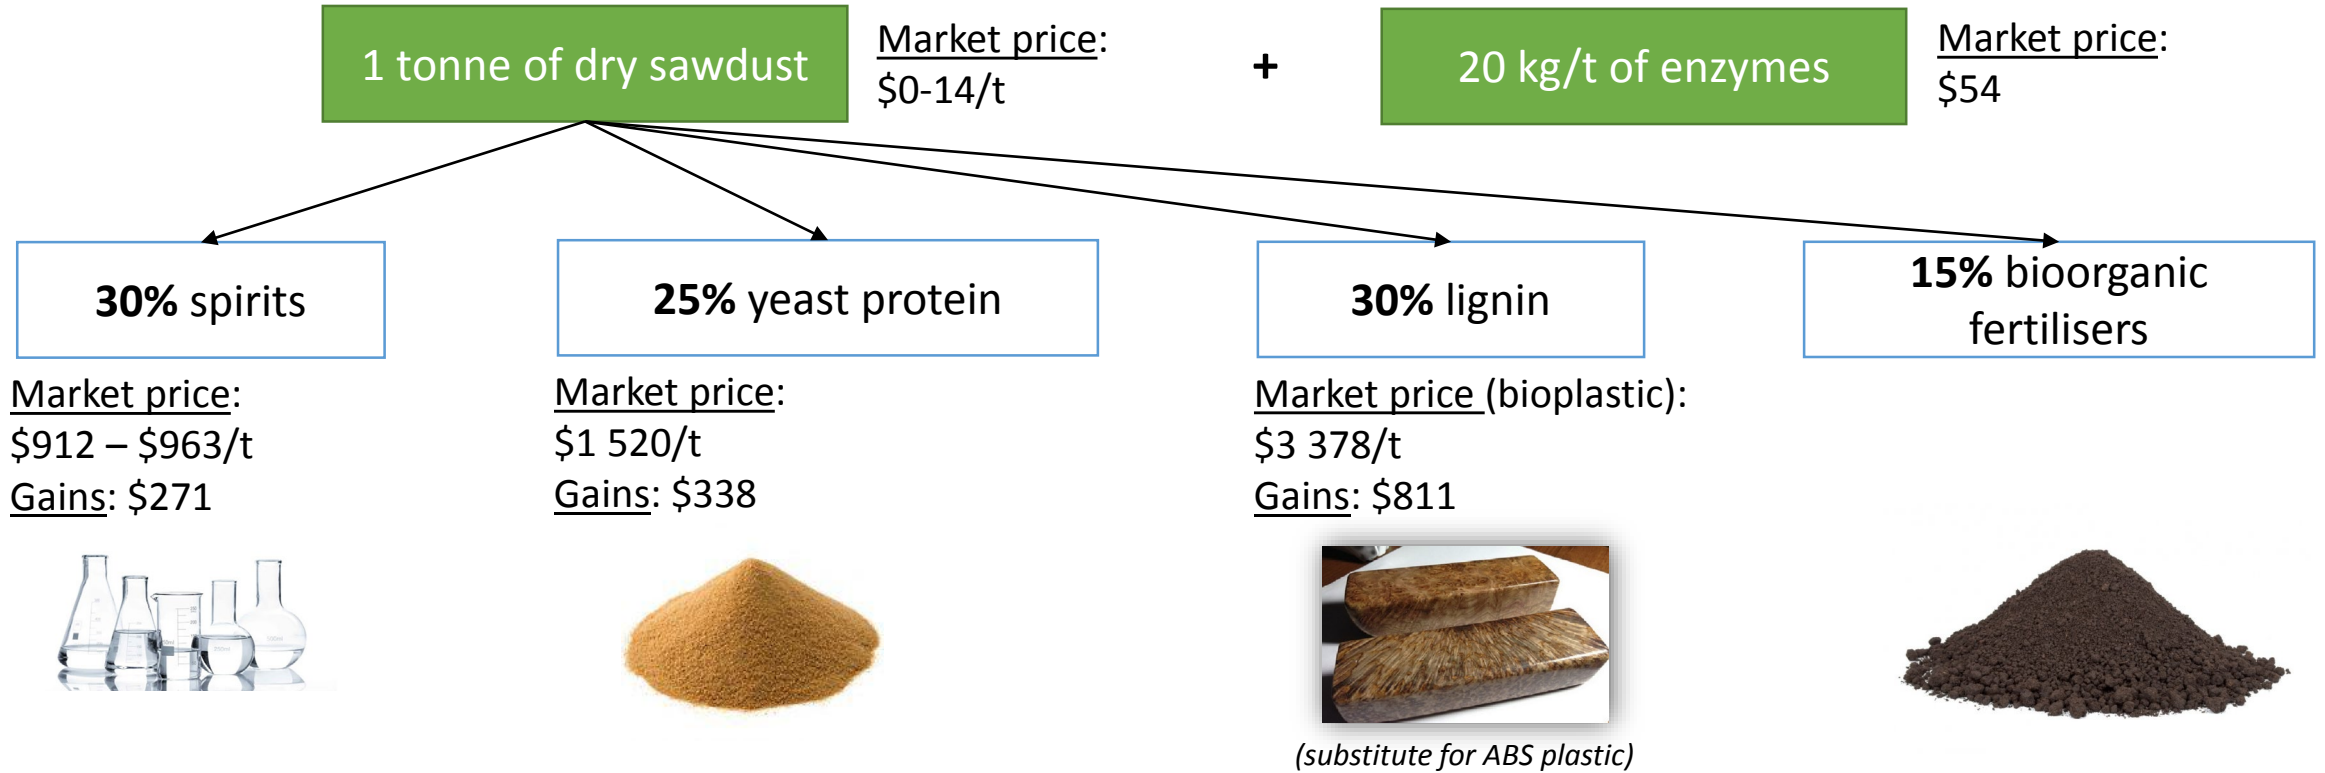 1 tonne of dry sawdust
Market price:
$0-14/t
+
20 kg/t of enzymes
Market price:
$54
30% spirits
Market price:
$912 – $963/t
Gains: $271
25% yeast protein
Market price:
$1 520/t
Gains: $338
30% lignin
Market price (bioplastic):
$3 378/t
Gains: $811
(substitute for ABS plastic)
15% bioorganic
fertilisers